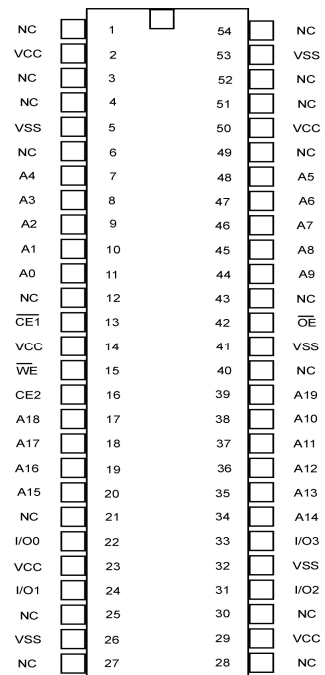 NC 1 54 NC
VCC 2 53 VSS
NC 3 52 NC
NC 4 51 NC
VSS 5 50 VCC
NC 6 49 NC
A4 7 48 A5
A3 8 47 A6
A2 9 46 A7
A1 10 45 A8
A0 11 44 A9
NC 12 43 NC
C̅E̅1̅ 13 42 O̅E̅
VCC 14 41 VSS
W̅E̅ 15 40 NC
CE2 16 39 A19
A18 17 38 A10
A17 18 37 A11
A16 19 36 A12
A15 20 35 A13
NC 21 34 A14
I/O0 22 33 I/O3
VCC 23 32 VSS
I/O1 24 31 I/O2
NC 25 30 NC
VSS 26 29 VCC
NC 27 28 NC